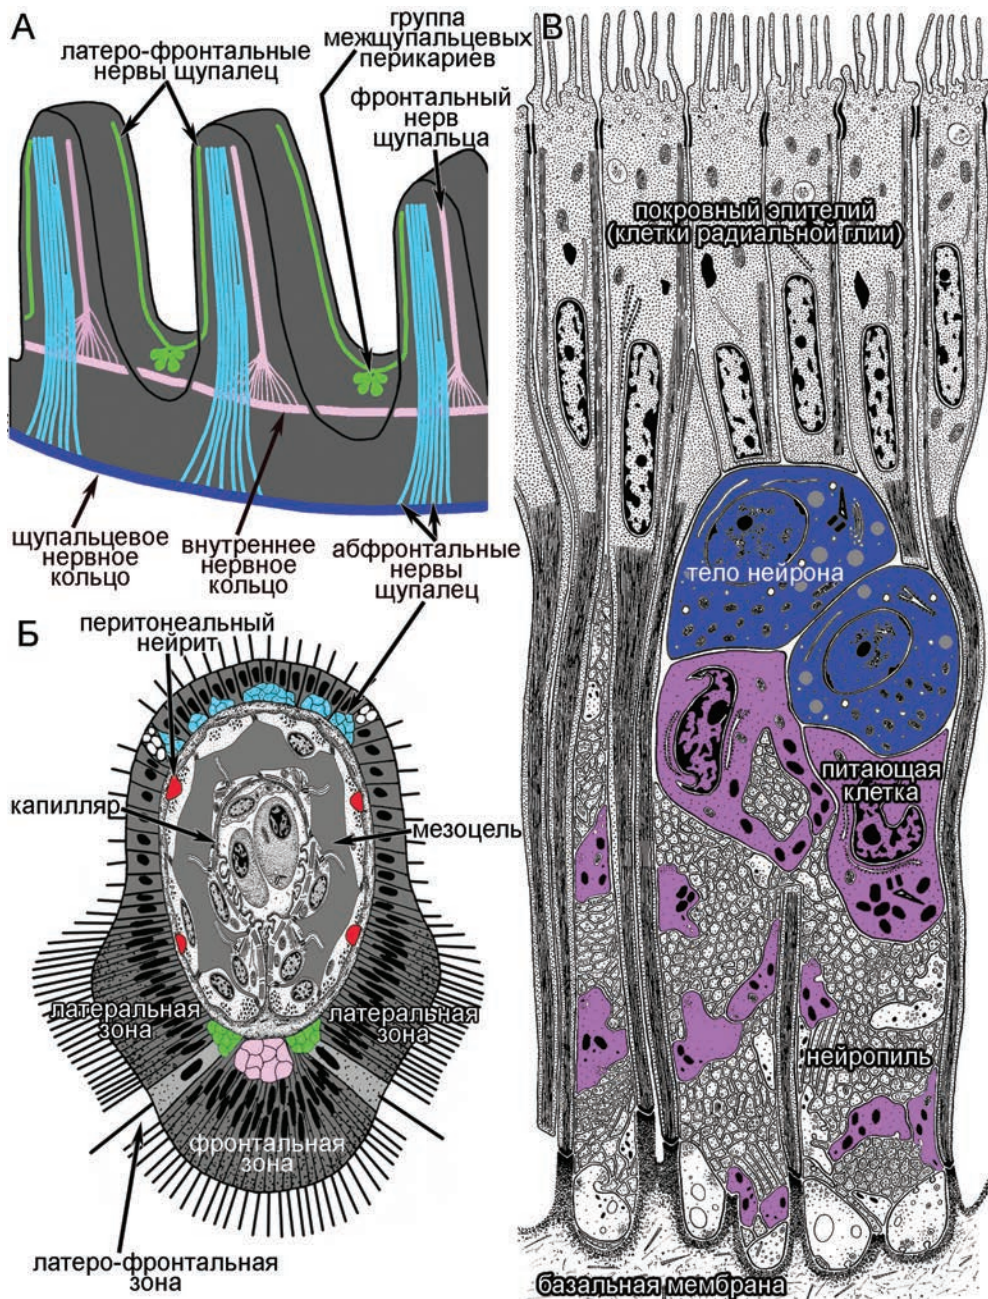 А
латеро-фронтальные
нервы щупалец
группа
межщупальцевых
перикариев
фронтальный
нерв
щупальца
щупальцевое
нервное
кольцо
внутреннее
нервное
кольцо
абфронтальные
нервы
щупалец
Б
перитонеальный
нейрит
капилляр
мезоцель
латеральная
зона
латеральная
зона
фронтальная
зона
латеро-фронтальная
зона
В
покровный эпителий
(клетки радиальной глии)
тело нейрона
питающая
клетка
нейропиль
базальная мембрана